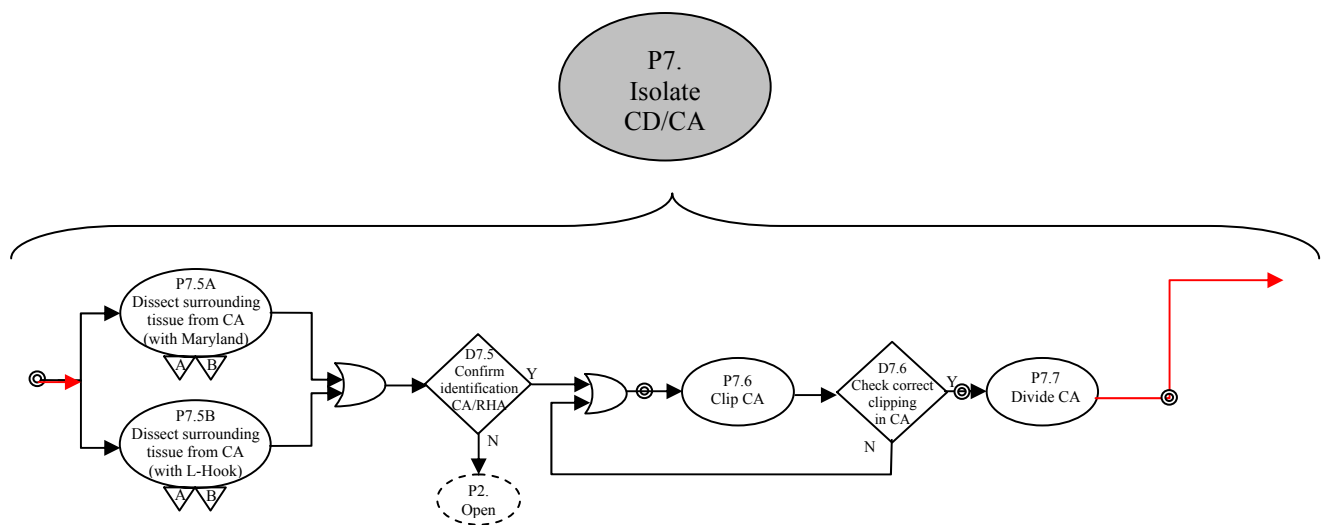 P7.
Isolate
CD/CA
P7.5A
Dissect surrounding
tissue from CA
(with Maryland)
A B
D7.5
Confirm
identification
CA/RHA
Y
N
P2.
Open
P7.6
Clip CA
D7.6
Check correct
clipping
in CA
Y
N
P7.7
Divide CA
P7.5B
Dissect surrounding
tissue from CA
(with L-Hook)
A B